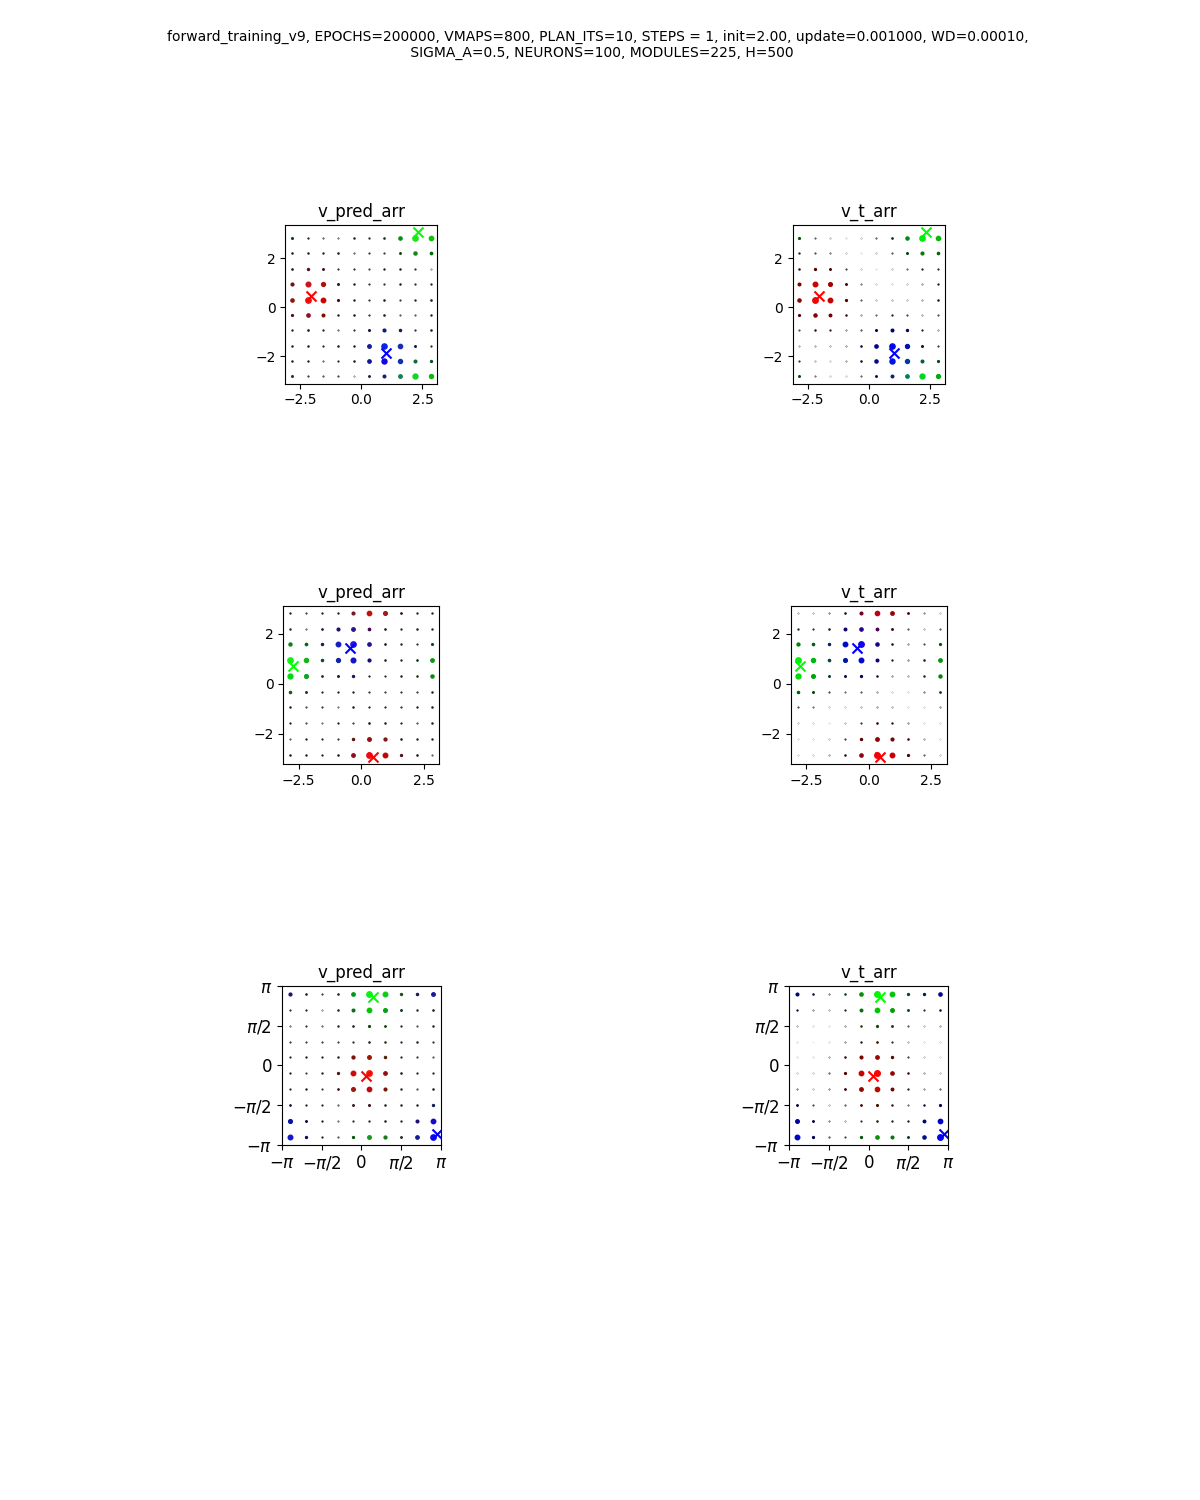 forward_training_v9, EPOCHS=200000, VMAPS=800, PLAN_ITS=10, STEPS = 1, init=2.00, update=0.001000, WD=0.00010,
SIGMA_A=0.5, NEURONS=100, MODULES=225, H=500
v_pred_arr
v_t_arr
2
0
−2
−2.5
0.0
2.5
2
0
−2
−2.5
0.0
2.5
v_pred_arr
v_t_arr
2
0
−2
−2.5
0.0
2.5
2
0
−2
−2.5
0.0
2.5
v_pred_arr
v_t_arr
π
π/2
0
−π/2
−π
−π
−π/2
0
π/2
π
π
π/2
0
−π/2
−π
−π
−π/2
0
π/2
π